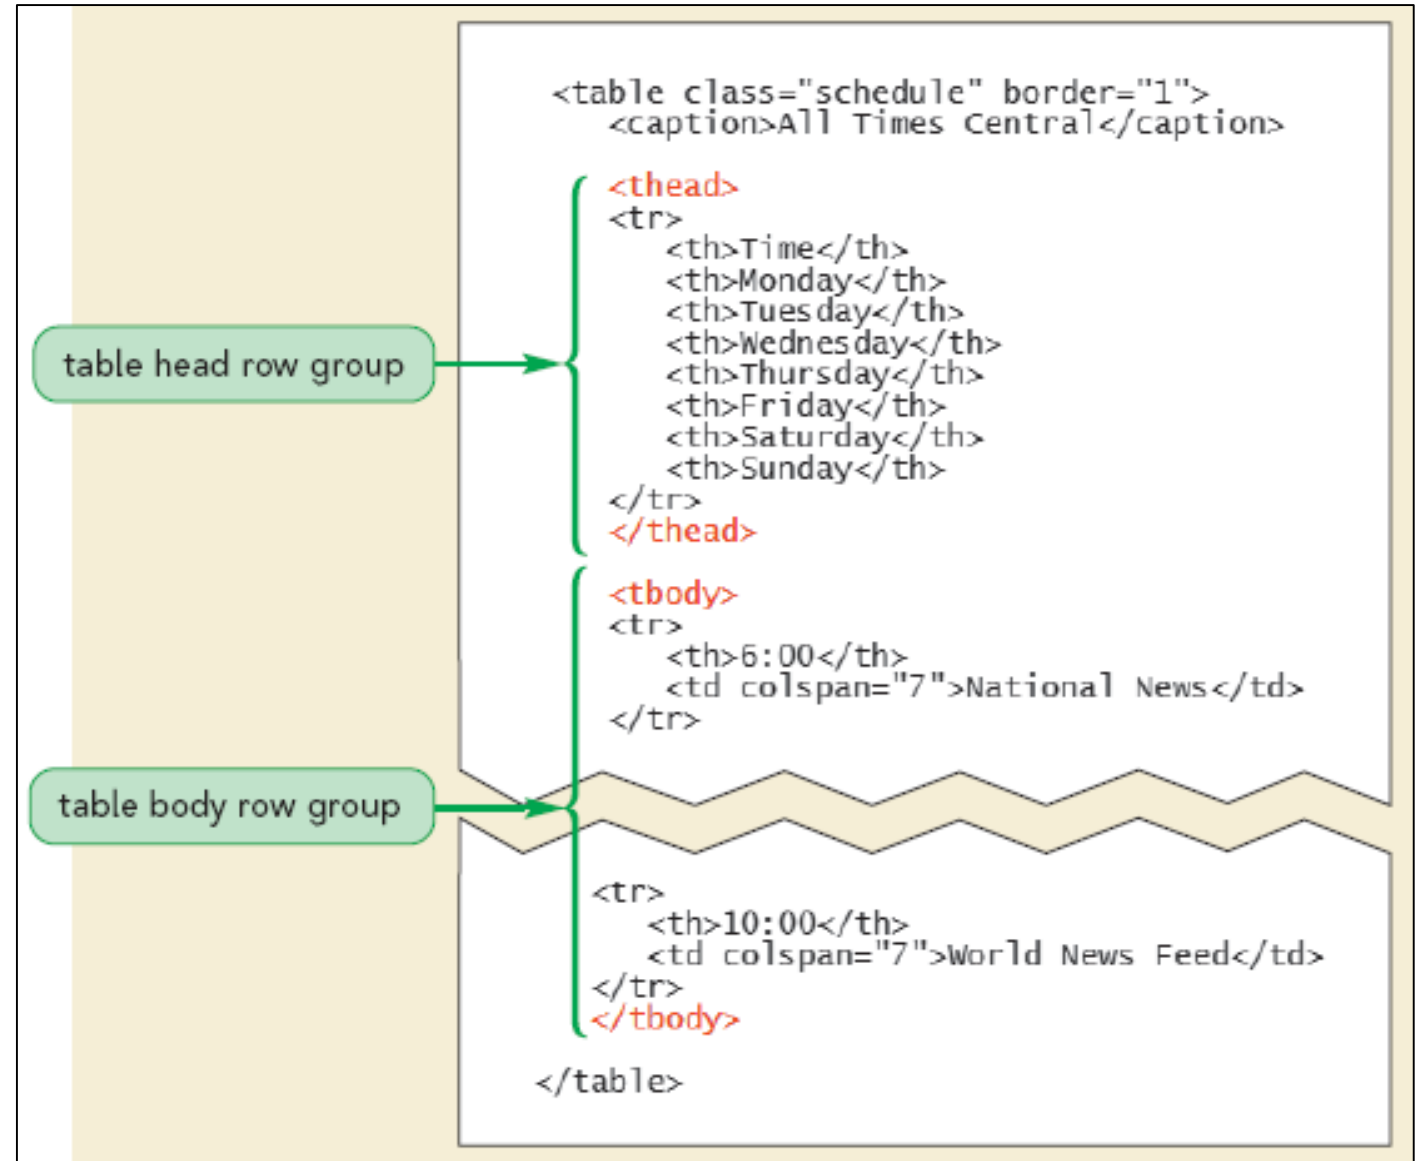 <table class="schedule" border="1">
<caption>All Times Central</caption>
<thead>
<tr>
<th>Time</th>
<th>Monday</th>
<th>Tuesday</th>
<th>Wednesday</th>
<th>Thursday</th>
<th>Friday</th>
<th>Saturday</th>
<th>Sunday</th>
</tr>
</thead>
table head row group
<tbody>
<tr>
<th>6:00</th>
<td colspan="7">National News</td>
</tr>
table body row group
<tr>
<th>10:00</th>
<td colspan="7">World News Feed</td>
</tr>
</tbody>
</table>